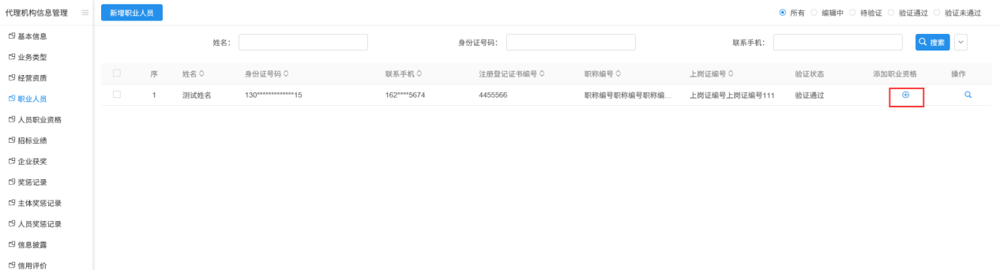 代理机构信息管理
新增职业人员
所有 编辑中 待验证 验证通过 验证未通过
基本信息
业务类型
经营资质
职业人员
人员职业资格
招标业绩
企业获奖
奖惩记录
主体奖惩记录
人员奖惩记录
信息披露
信用评价
姓名： 身份证号码： 联系手机： 搜索
序 姓名 身份证号码 联系手机 注册登记证书编号 职称编号 上岗证编号 验证状态 添加职业资格 操作
1 测试姓名 130*************15 162****5674 4455566 职称编号职称编号职称编... 上岗证编号上岗证编号111 验证通过